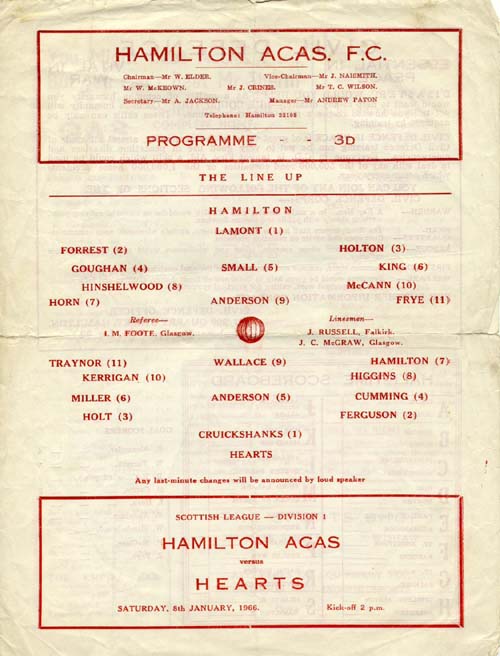 HAMILTON ACAS. F.C.
Chairman—Mr W. ELDER. Vice-Chairman—Mr J. NAISMITH.
Mr W. McKEOWN. Mr J. CRINES. Mr T. C. WILSON.
Secretary—Mr A. JACKSON. Manager—Mr ANDREW PATON
Telephone: Hamilton 22108
PROGRAMME - - 3D
THE LINE UP
HAMILTON
LAMONT (1)
FORREST (2) HOLTON (3)
GOUGHAN (4) SMALL (5) KING (6)
HINSHELWOOD (8) McCANN (10)
HORN (7) ANDERSON (9) FRYE (11)
Referee— Linesmen—
I. M. FOOTE, Glasgow. J. RUSSELL, Falkirk.
J. C. McGRAW, Glasgow.
TRAYNOR (11) WALLACE (9) HAMILTON (7)
KERRIGAN (10) HIGGINS (8)
MILLER (6) ANDERSON (5) CUMMING (4)
HOLT (3) FERGUSON (2)
CRUICKSHANKS (1)
HEARTS
Any last-minute changes will be announced by loud speaker
SCOTTISH LEAGUE — DIVISION 1
HAMILTON ACAS
versus
HEARTS
SATURDAY, 8th JANUARY, 1966. Kick-off 2 p.m.